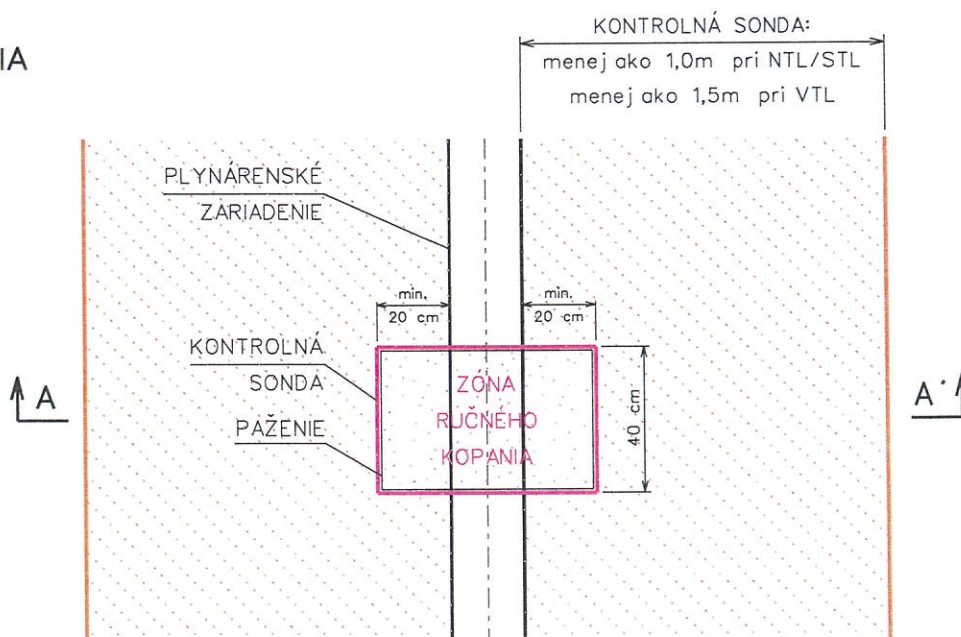 IA
KONTROLNÁ SONDA:
menej ako 1,0m pri NTL/STL
menej ako 1,5m pri VTL
PLYNÁRENSKÉ
ZARIADENIE
min.
20 cm
min.
20 cm
KONTROLNÁ
SONDA
PAŽENIE
ZÓNA
RUČNÉHO
KOPANIA
40 cm
A
A'